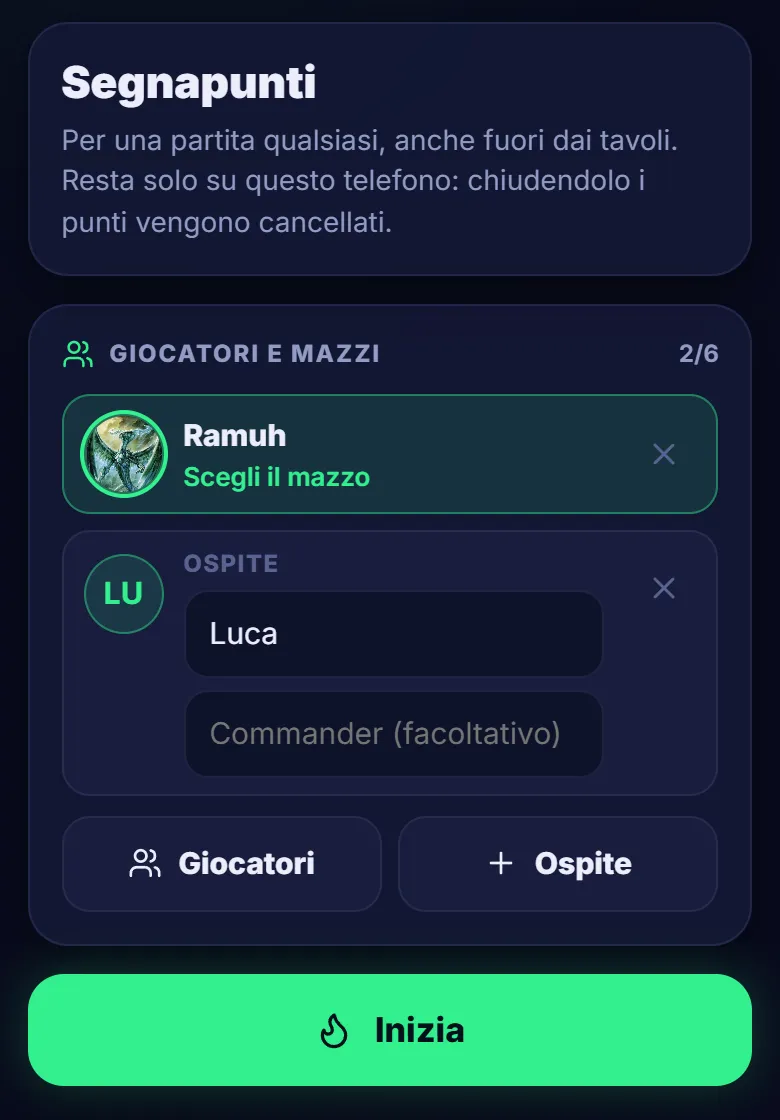 Segnapunti
Per una partita qualsiasi, anche fuori dai tavoli.
Resta solo su questo telefono: chiudendolo i
punti vengono cancellati.
GIOCATORI E MAZZI 2/6
Ramuh
Scegli il mazzo
OSPITE
LU
Luca
Commander (facoltativo)
Giocatori
Ospite
Inizia